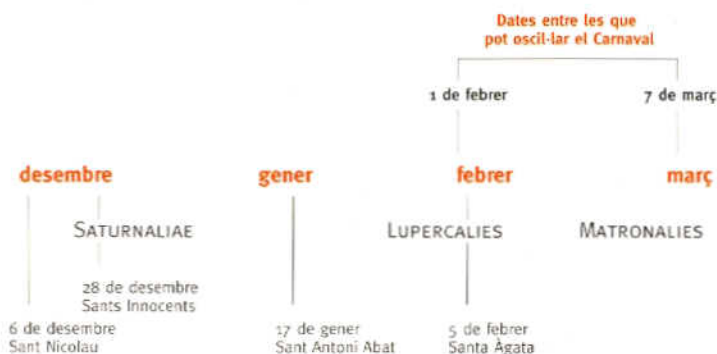 Dates entre les que
pot oscil·lar el Carnaval
1 de febrer 7 de març
desembre gener febrer març
SATURNALIAE LUPERCALIES MATRONALIES
28 de desembre
Sants Innocents
6 de desembre
Sant Nicolau
17 de gener
Sant Antoni Abat
5 de febrer
Santa Àgata